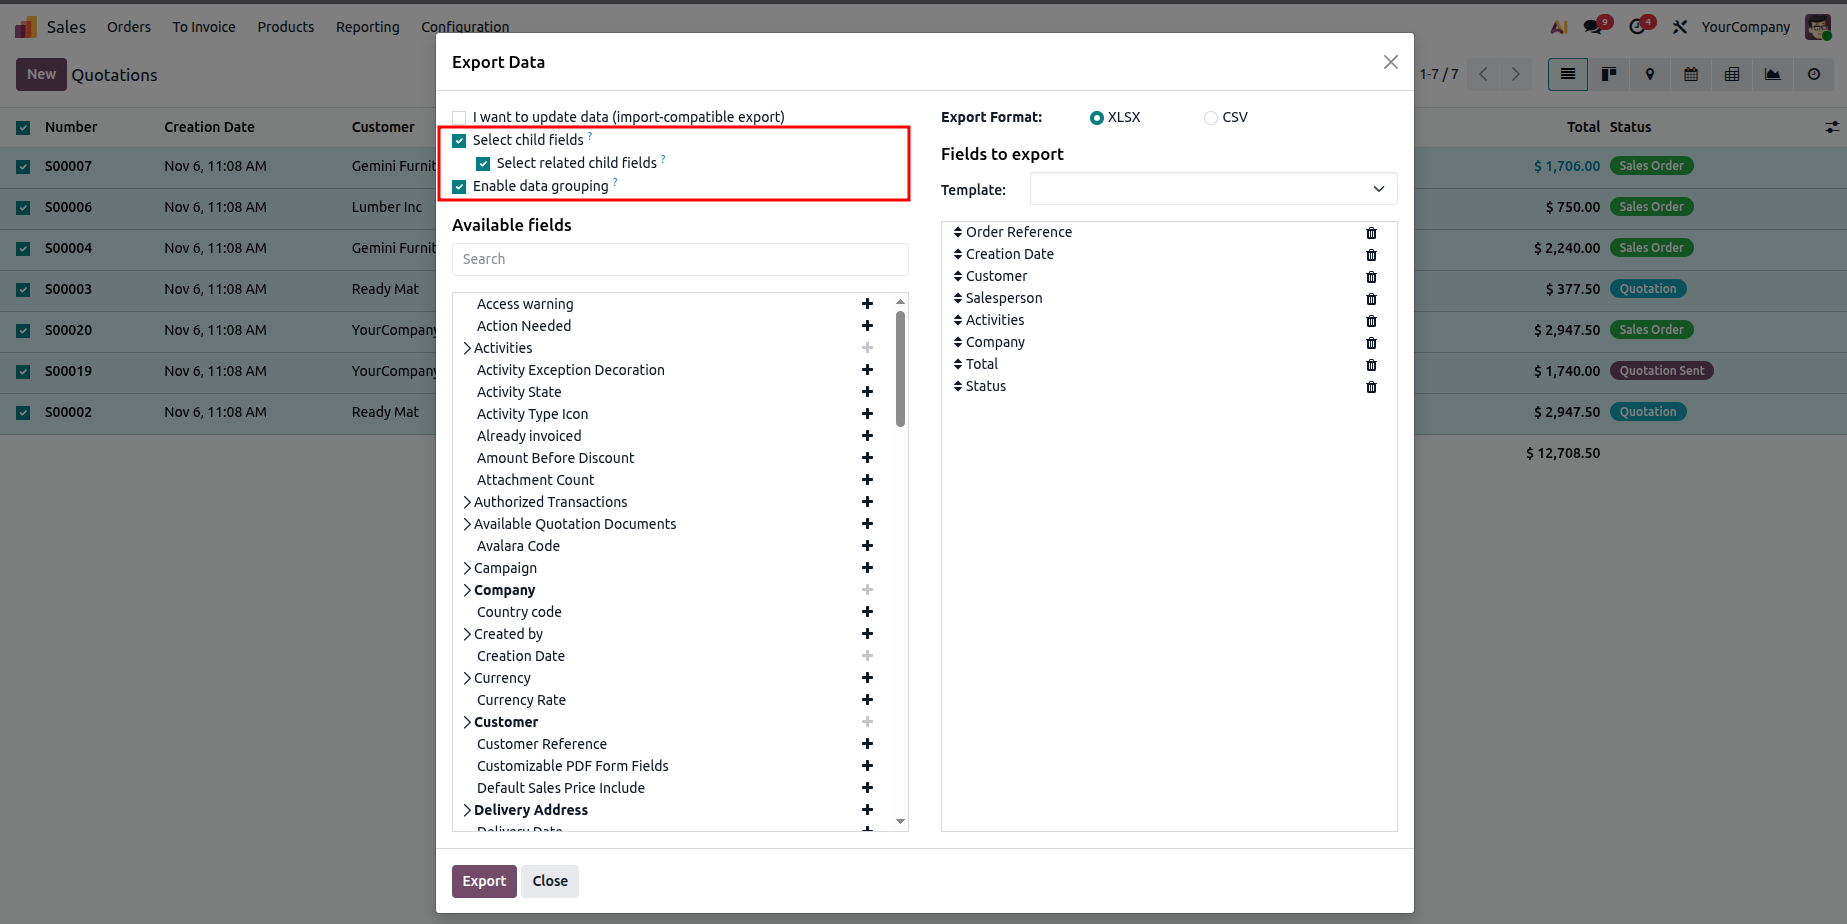 Sales Orders To Invoice Products Reporting Configuration AI 9 4 YourCompany
New Quotations 1-7 / 7
Number Creation Date Customer Total Status
S00007 Nov 6, 11:08 AM Gemini Furnit $ 1,706.00 Sales Order
S00006 Nov 6, 11:08 AM Lumber Inc $ 750.00 Sales Order
S00004 Nov 6, 11:08 AM Gemini Furnit $ 2,240.00 Sales Order
S00003 Nov 6, 11:08 AM Ready Mat $ 377.50 Quotation
S00020 Nov 6, 11:08 AM YourCompany $ 2,947.50 Sales Order
S00019 Nov 6, 11:08 AM YourCompany $ 1,740.00 Quotation Sent
S00002 Nov 6, 11:08 AM Ready Mat $ 2,947.50 Quotation
$ 12,708.50
Export Data
I want to update data (import-compatible export)
Select child fields ?
Select related child fields ?
Enable data grouping ?
Available fields
Search
Access warning
Action Needed
Activities
Activity Exception Decoration
Activity State
Activity Type Icon
Already invoiced
Amount Before Discount
Attachment Count
Authorized Transactions
Available Quotation Documents
Avalara Code
Campaign
Company
Country code
Created by
Creation Date
Currency
Currency Rate
Customer
Customer Reference
Customizable PDF Form Fields
Default Sales Price Include
Delivery Address
Delivery Date
Export Format: XLSX CSV
Fields to export
Template:
Order Reference
Creation Date
Customer
Salesperson
Activities
Company
Total
Status
Export Close